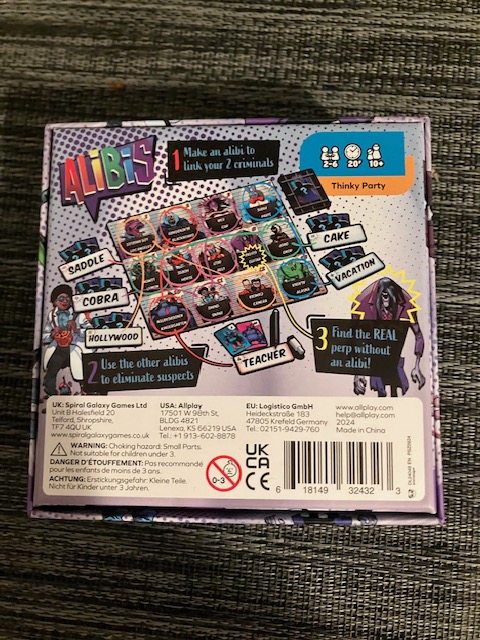 ALIBIS
1 Make an alibi to
link your 2 criminals
2-6 20' 10+
Thinky Party
SADDLE
COBRA
HOLLYWOOD
CAKE
VACATION
TEACHER
2 Use the other alibis
to eliminate suspects
3 Find the REAL
perp without
an alibi!
UK: Spiral Galaxy Games Ltd
Unit B Halesfield 20
Telford, Shropshire,
TF7 4QU UK
www.spiralgalaxygames.co.uk
USA: Allplay
17501 W 98th St,
BLDG 4821
Lenexa, KS 66219 USA
Tel.: +1 913-602-8878
EU: Logistico GmbH
Heideckstraße 183
47805 Krefeld Germany
Tel.: 02151-9429-760
www.allplay.com
help@allplay.com
2024
Made in China
WARNING: Choking hazard: Small Parts.
Not suitable for children under 3.
DANGER D'ÉTOUFFEMENT: Pas recommandé
pour les enfants de moins de 3 ans.
ACHTUNG: Erstickungsgefahr: Kleine Teile.
Nicht für Kinder unter 3 Jahren.
0-3
UK
CA
CE
6 18149 32432 3